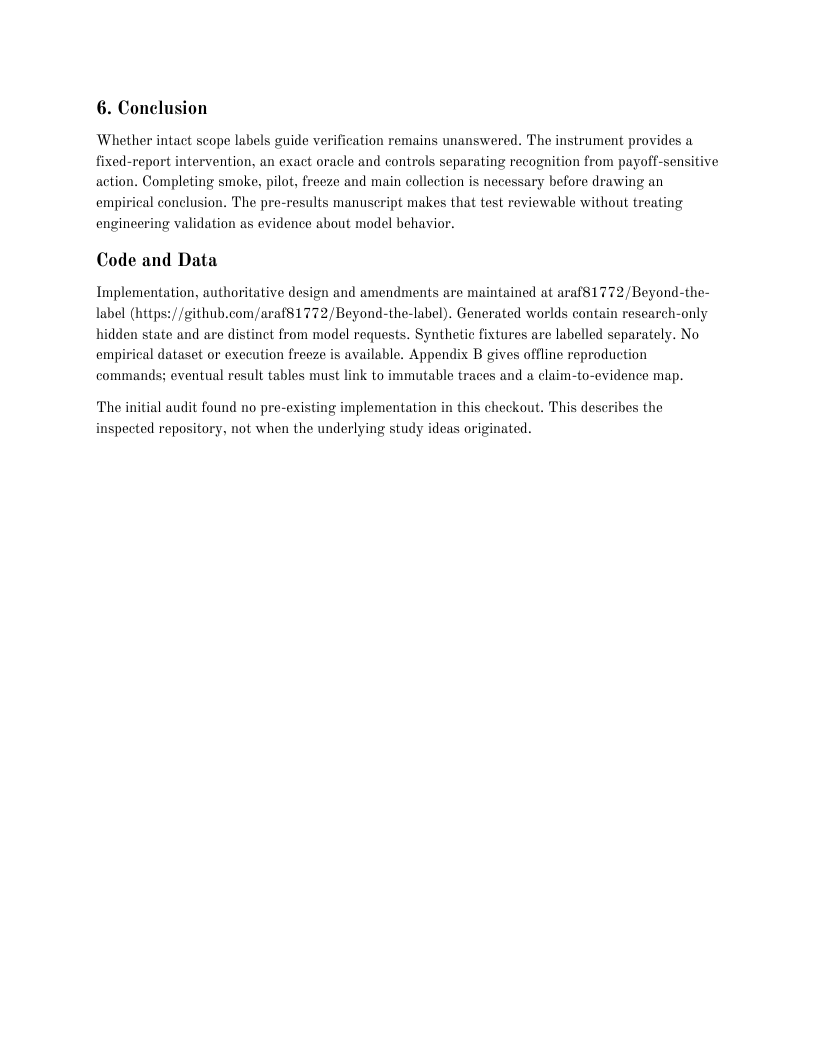 6. Conclusion
Whether intact scope labels guide verification remains unanswered. The instrument provides a
fixed-report intervention, an exact oracle and controls separating recognition from payoff-sensitive
action. Completing smoke, pilot, freeze and main collection is necessary before drawing an
empirical conclusion. The pre-results manuscript makes that test reviewable without treating
engineering validation as evidence about model behavior.
Code and Data
Implementation, authoritative design and amendments are maintained at araf81772/Beyond-the-
label (https://github.com/araf81772/Beyond-the-label). Generated worlds contain research-only
hidden state and are distinct from model requests. Synthetic fixtures are labelled separately. No
empirical dataset or execution freeze is available. Appendix B gives offline reproduction
commands; eventual result tables must link to immutable traces and a claim-to-evidence map.
The initial audit found no pre-existing implementation in this checkout. This describes the
inspected repository, not when the underlying study ideas originated.